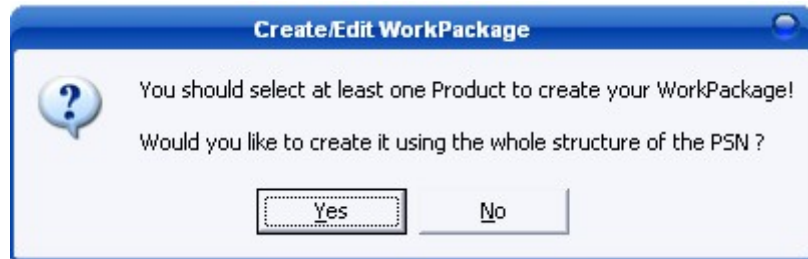 Create/Edit WorkPackage
You should select at least one Product to create your WorkPackage!
Would you like to create it using the whole structure of the PSN ?
Yes
No